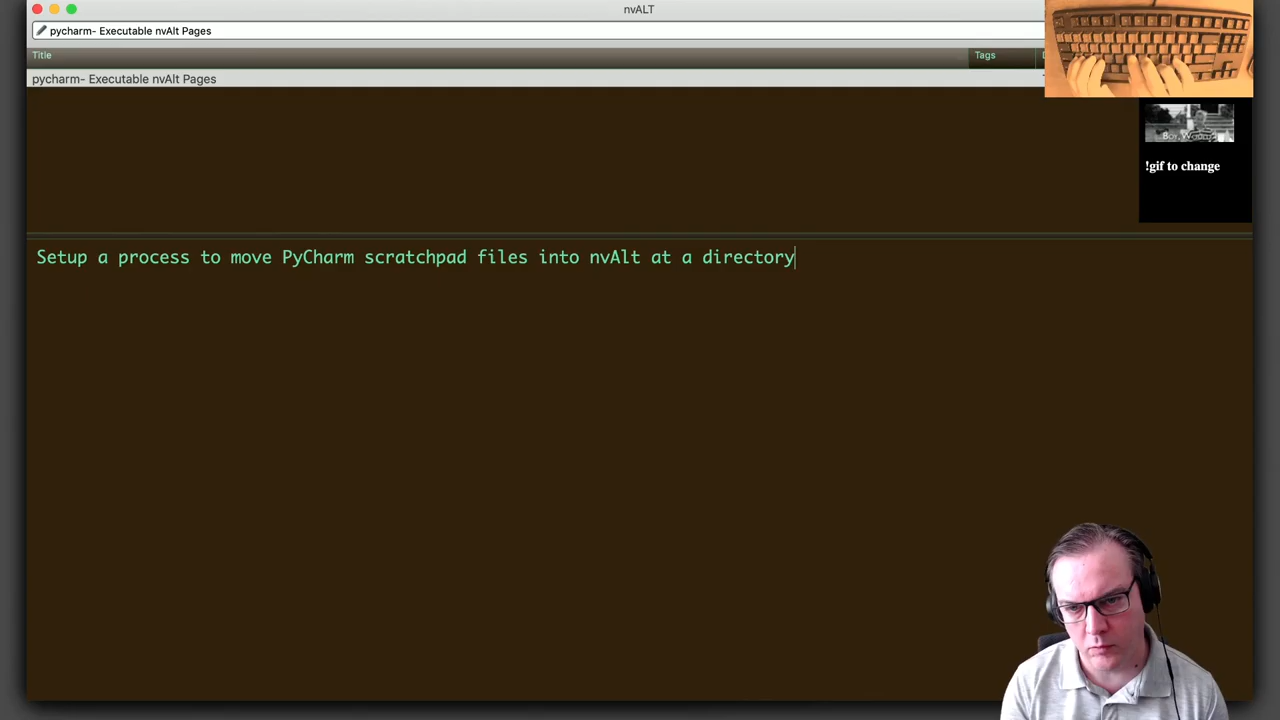 nvALT
pycharm- Executable nvAlt Pages
Title
Tags
pycharm- Executable nvAlt Pages
!gif to change
Setup a process to move PyCharm scratchpad files into nvAlt at a directory